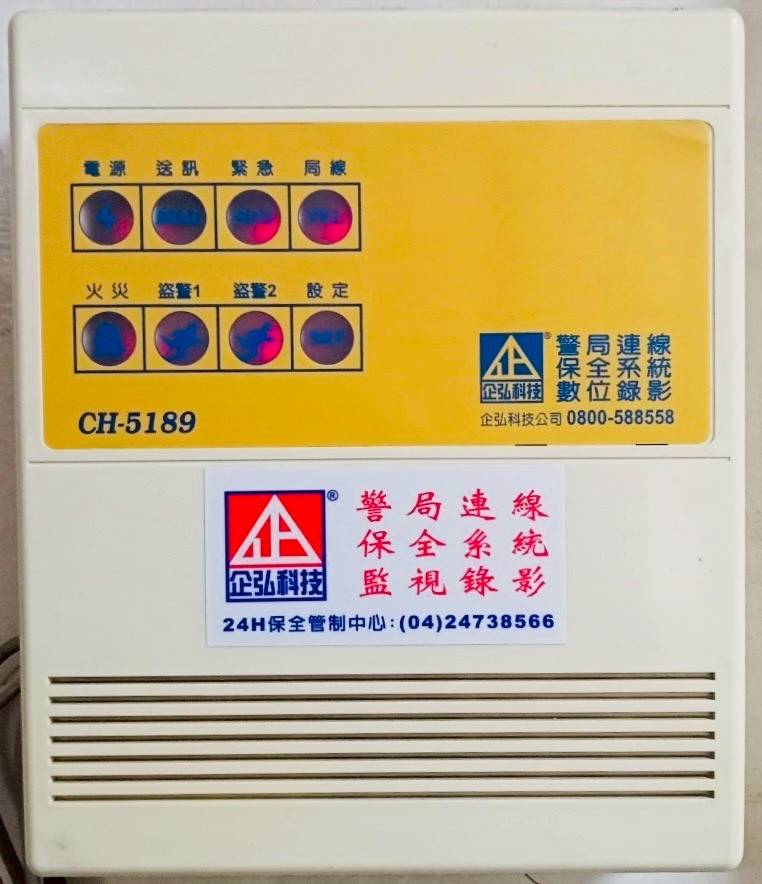 電源 送訊 緊急 局線
火災 盜警1 盜警2 設定
CH-5189
企弘科技
®
警局連線
保全系統
數位錄影
企弘科技公司 0800-588558
企弘科技
®
警局連線
保全系統
監視錄影
24H保全管制中心:(04)24738566